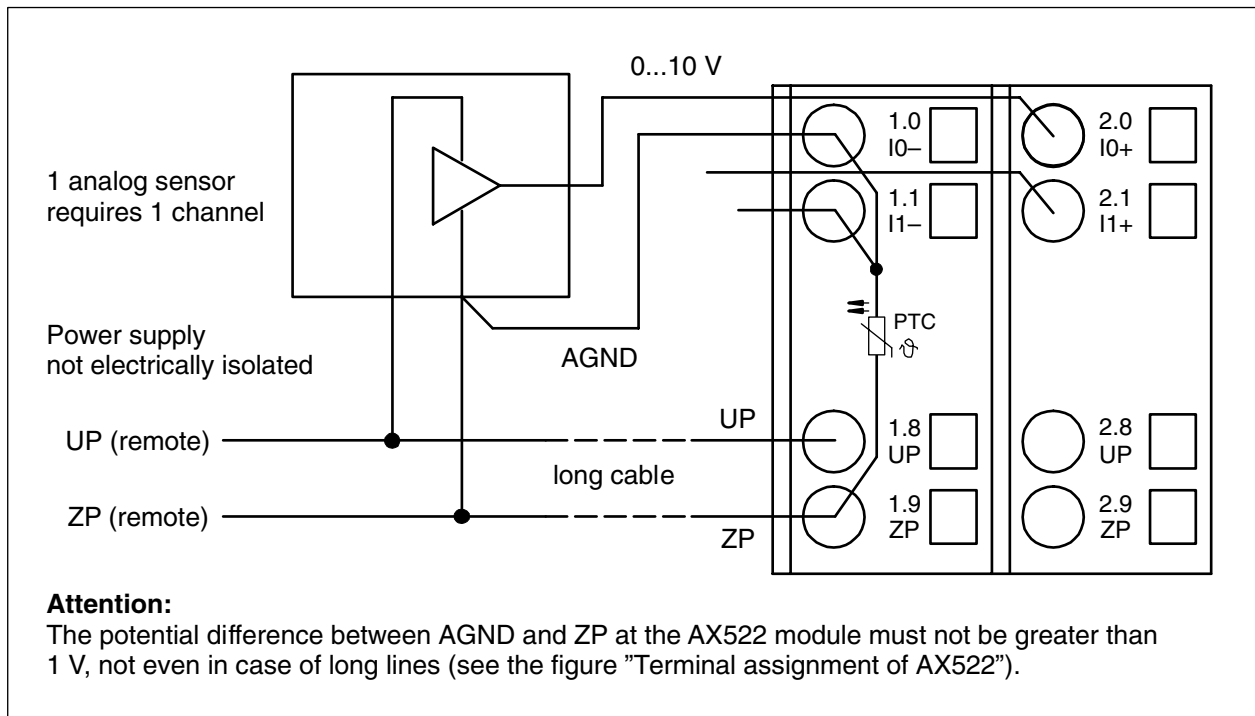 0...10 V
1 analog sensor
requires 1 channel
Power supply
not electrically isolated
AGND
UP (remote)
UP
long cable
ZP (remote)
ZP
1.0
I0–
2.0
I0+
1.1
I1–
2.1
I1+
PTC
ϑ
1.8
UP
2.8
UP
1.9
ZP
2.9
ZP
Attention:
The potential difference between AGND and ZP at the AX522 module must not be greater than
1 V, not even in case of long lines (see the figure ”Terminal assignment of AX522”).